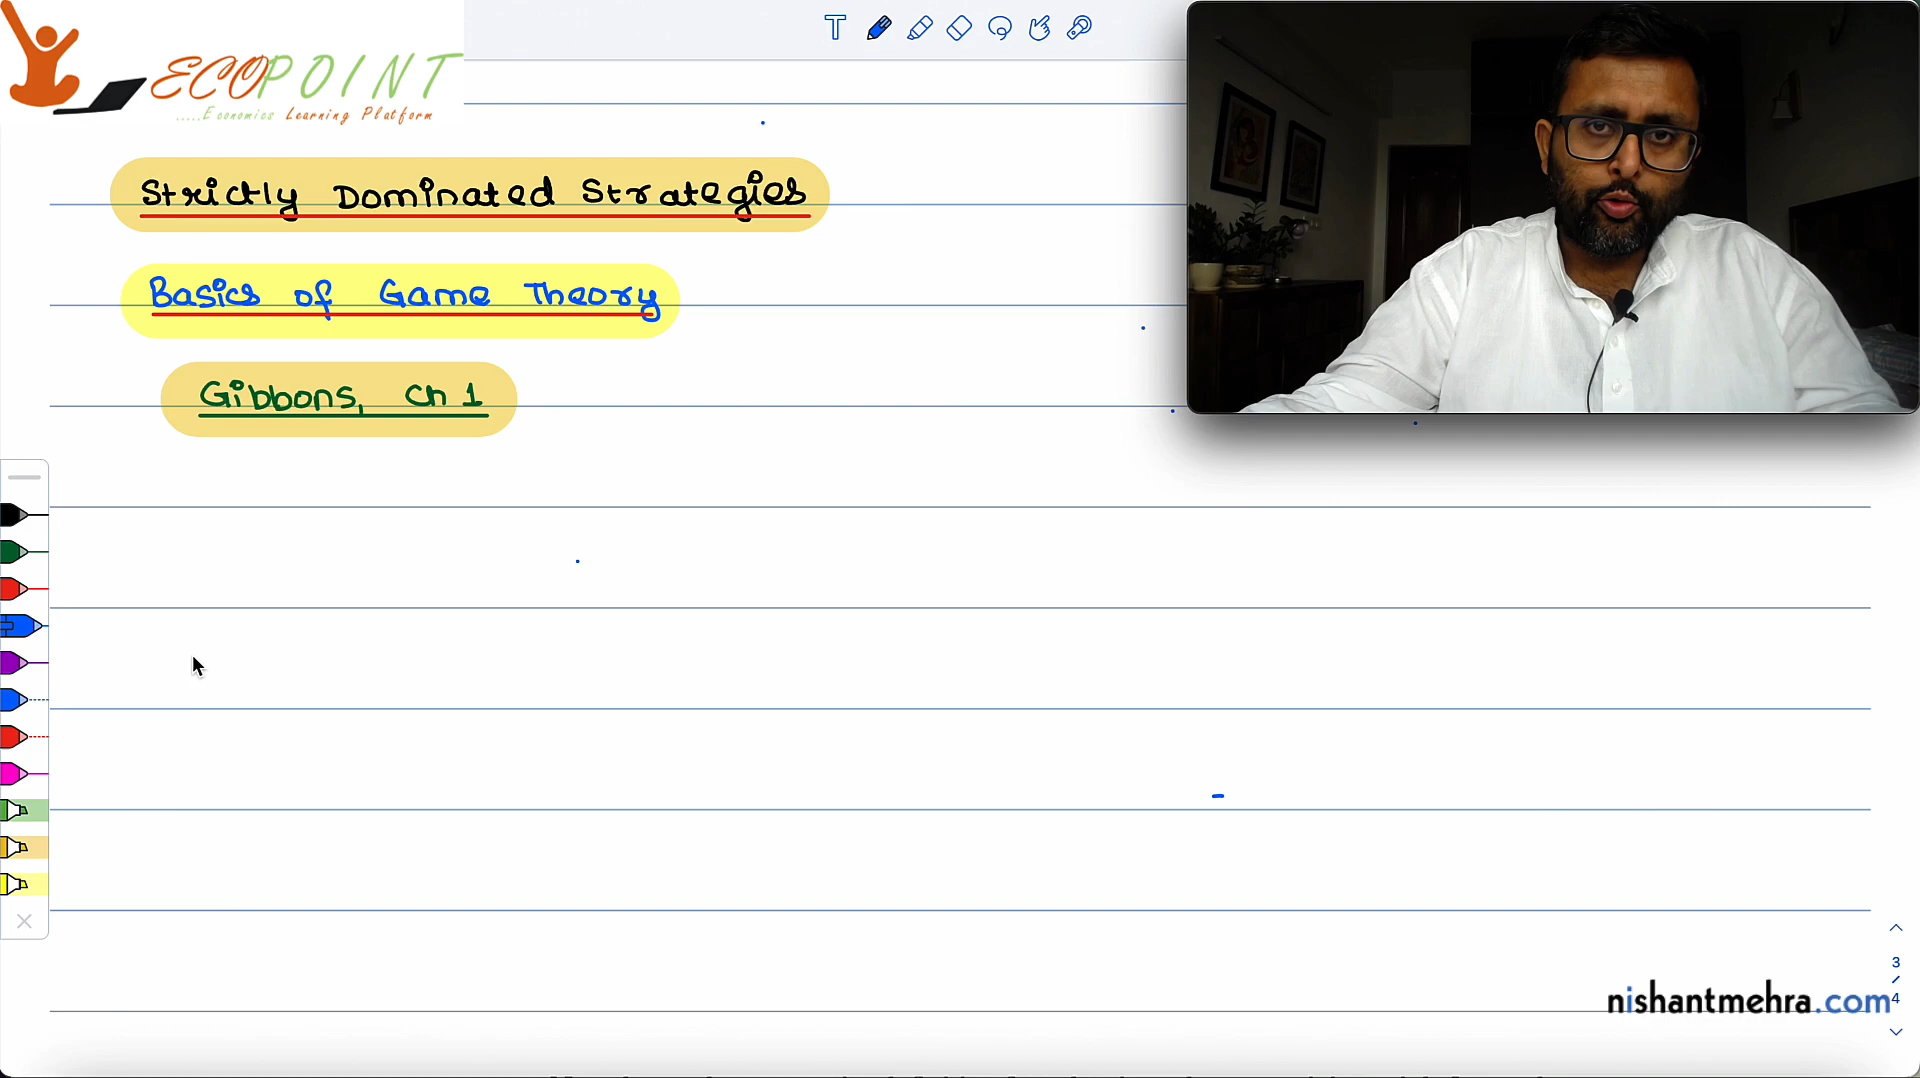 ECOPOINT
.....Economics Learning Platform
Strictly Dominated Strategies
Basics of Game Theory
Gibbons, Ch 1
3
/
4
nishantmehra.com